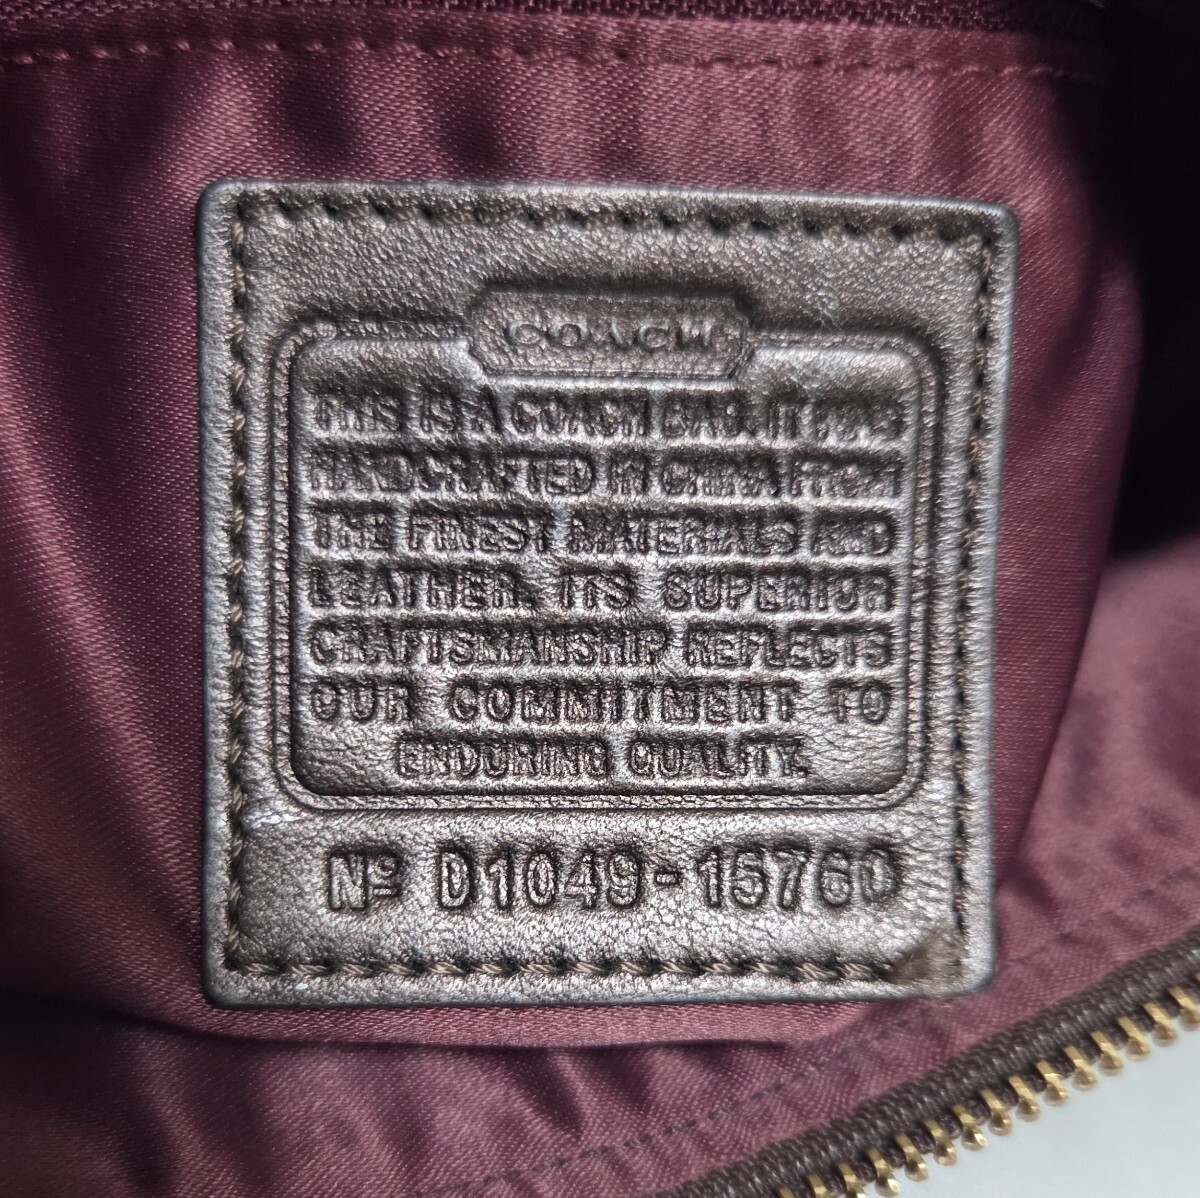 COACH
THIS IS A COACH BAG. IT WAS
HANDCRAFTED IN CHINA FROM
THE FINEST MATERIALS AND
LEATHER. ITS SUPERIOR
CRAFTSMANSHIP REFLECTS
OUR COMMITMENT TO
ENDURING QUALITY.
Nº D1049-15760